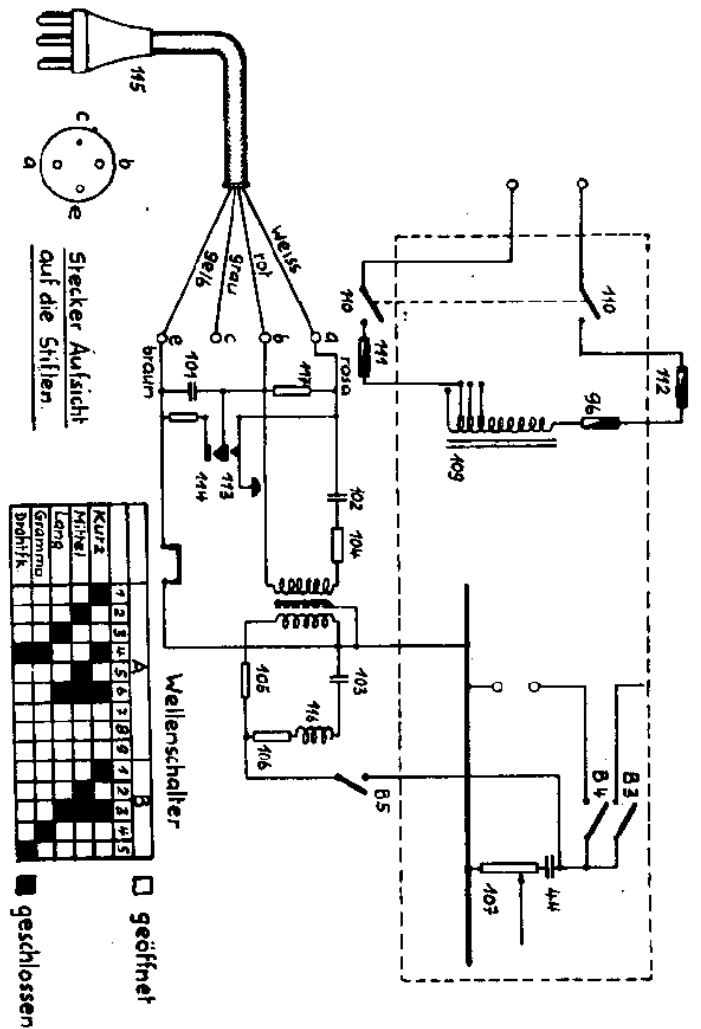 115
c
b
a
e
Stecker Aufsicht
auf die Stiften.
weiss
rot
grau
gelb
a
b
c
e
rosa
braun
101
114
113
102
104
103
105
106
116
B5
110
110
111
112
96
109
B3
B4
44
107
Wellenschalter
A B
1 2 3 4 5 6 7 8 9 1 2 3 4 5
Kurz
Mittel
Lang
Grammo
Drahtfk.
geöffnet
geschlossen